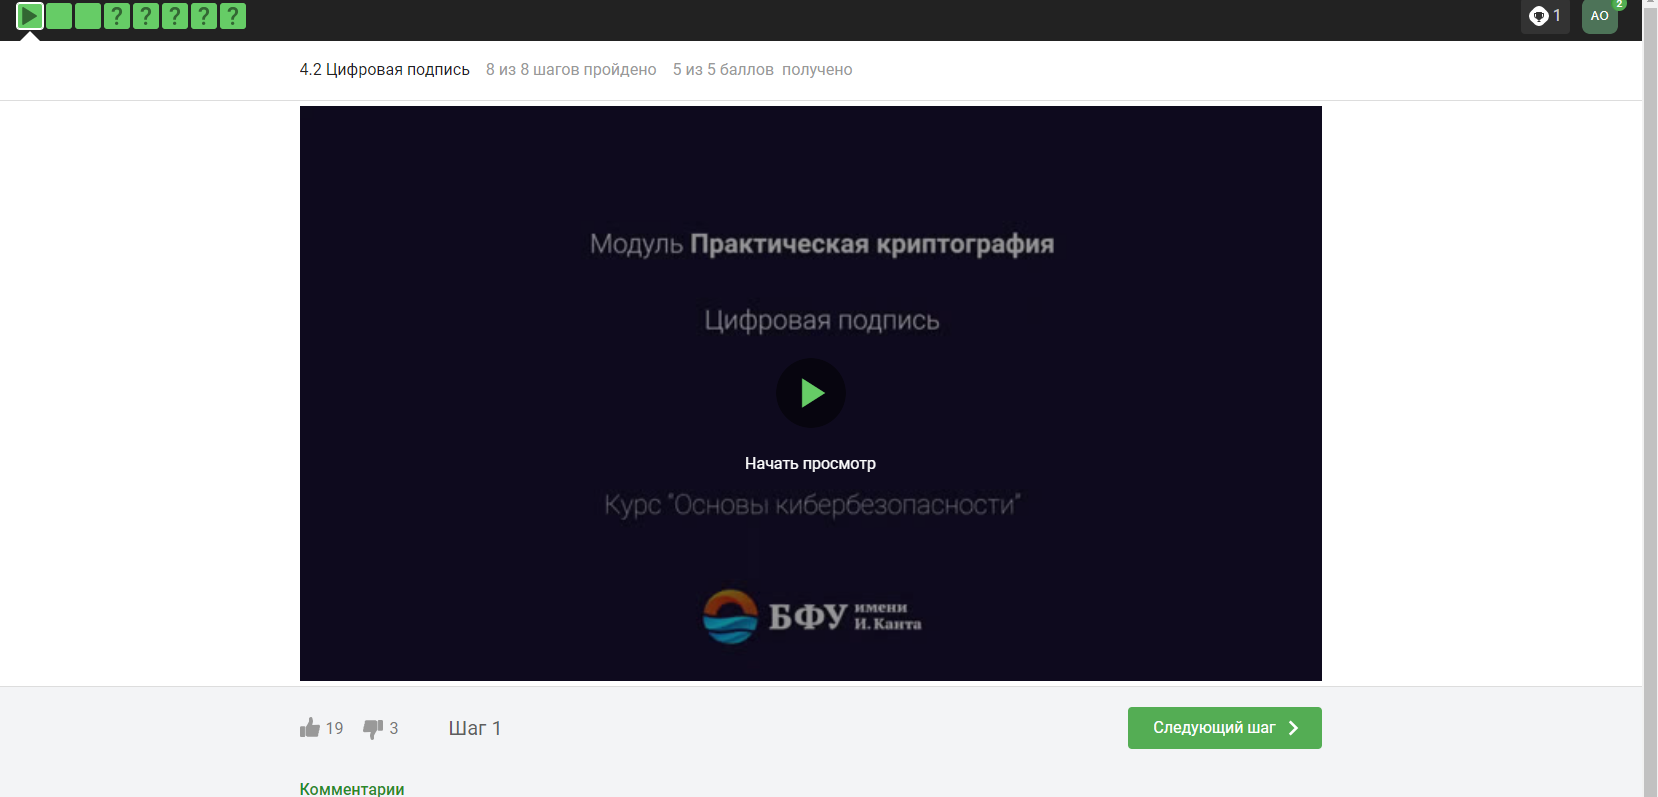 ? ? ? ? ?
1
АО
2
4.2 Цифровая подпись 8 из 8 шагов пройдено 5 из 5 баллов получено
Модуль Практическая криптография
Цифровая подпись
Начать просмотр
Курс "Основы кибербезопасности"
БФУ имени
И. Канта
19 3 Шаг 1 Следующий шаг
Комментарии